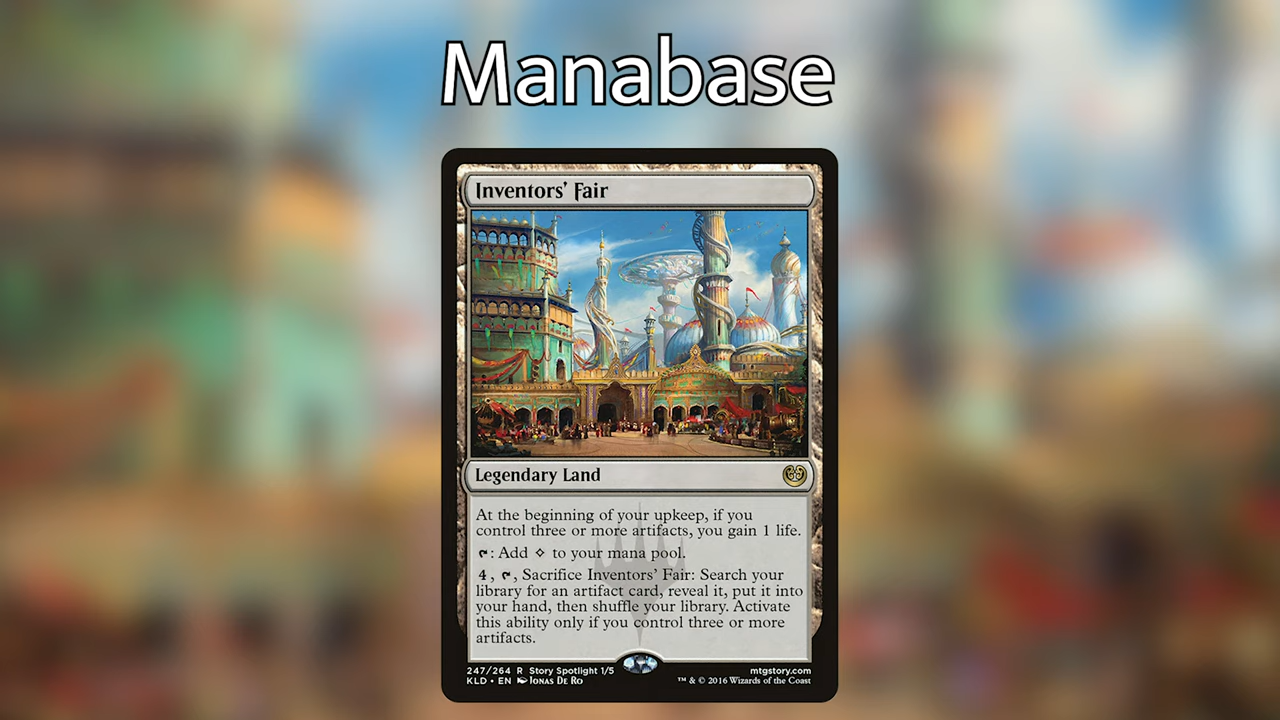 Manabase
Inventors' Fair
Legendary Land
At the beginning of your upkeep, if you
control three or more artifacts, you gain 1 life.
: Add to your mana pool.
4, , Sacrifice Inventors' Fair: Search your
library for an artifact card, reveal it, put it into
your hand, then shuffle your library. Activate
this ability only if you control three or more
artifacts.
247/264 R Story Spotlight 1/5
mtgstory.com
KLD • EN Jonas De Ro
™ & © 2016 Wizards of the Coast